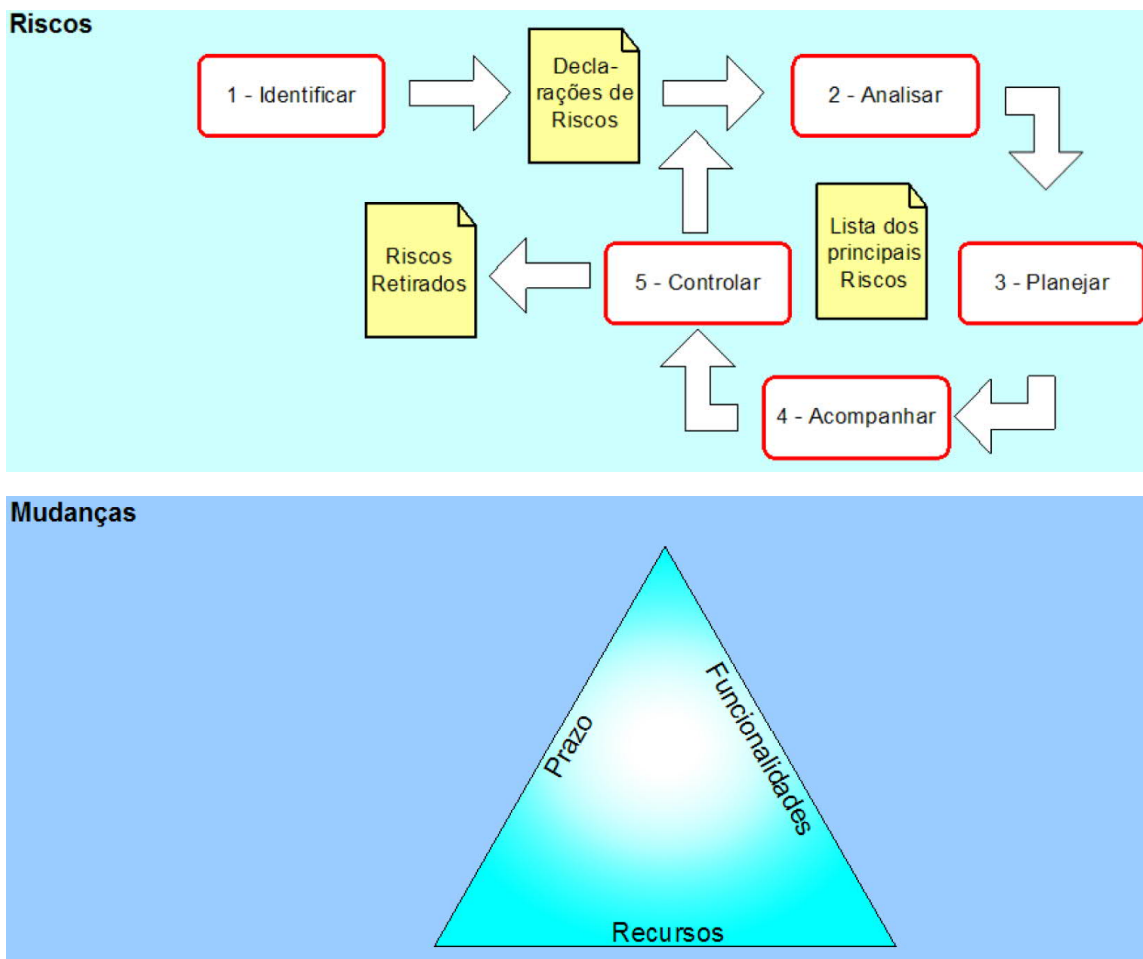 Riscos
1 - Identificar
Decla-
rações de
Riscos
2 - Analisar
Riscos
Retirados
5 - Controlar
Lista dos
principais
Riscos
3 - Planejar
4 - Acompanhar
Mudanças
Prazo
Funcionalidades
Recursos